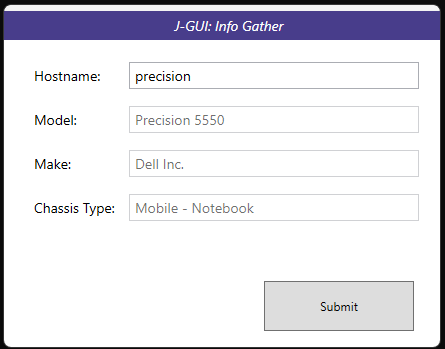 J-GUI: Info Gather
Hostname: precision
Model: Precision 5550
Make: Dell Inc.
Chassis Type: Mobile - Notebook
Submit